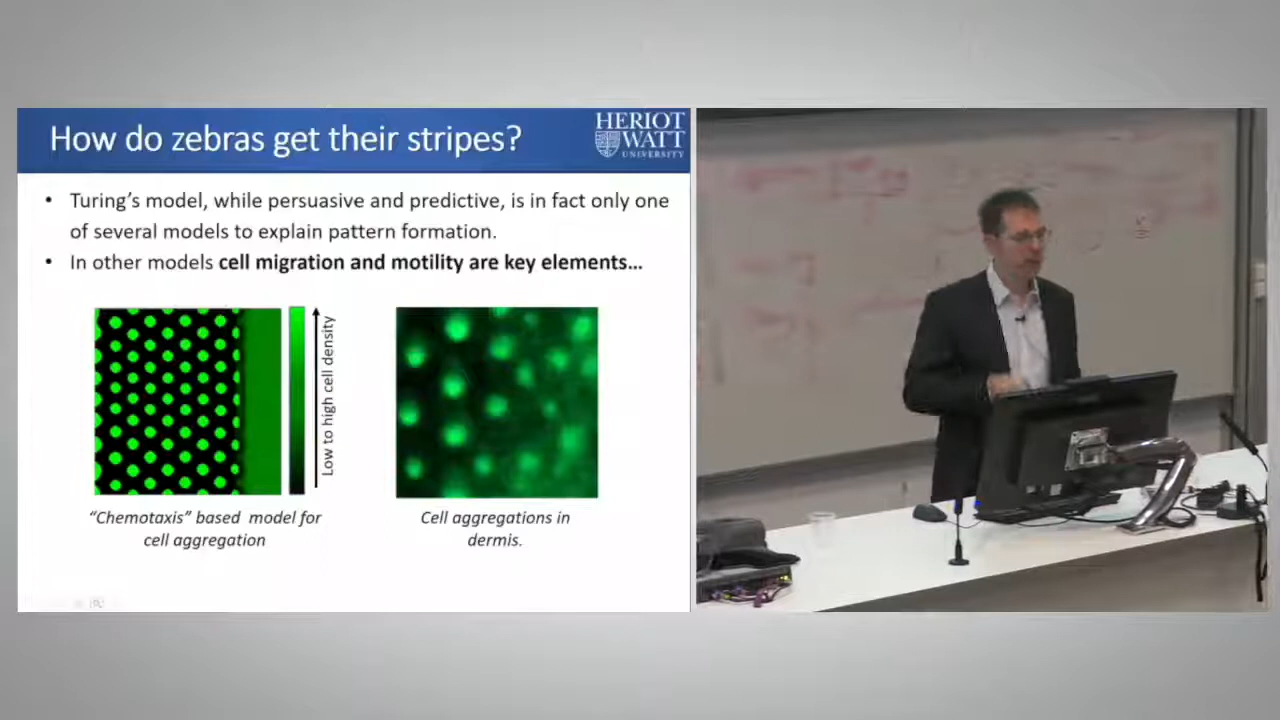 How do zebras get their stripes?
HERIOT
WATT
UNIVERSITY
• Turing's model, while persuasive and predictive, is in fact only one
of several models to explain pattern formation.
• In other models cell migration and motility are key elements…
Low to high cell density
“Chemotaxis” based model for
cell aggregation
Cell aggregations in
dermis.